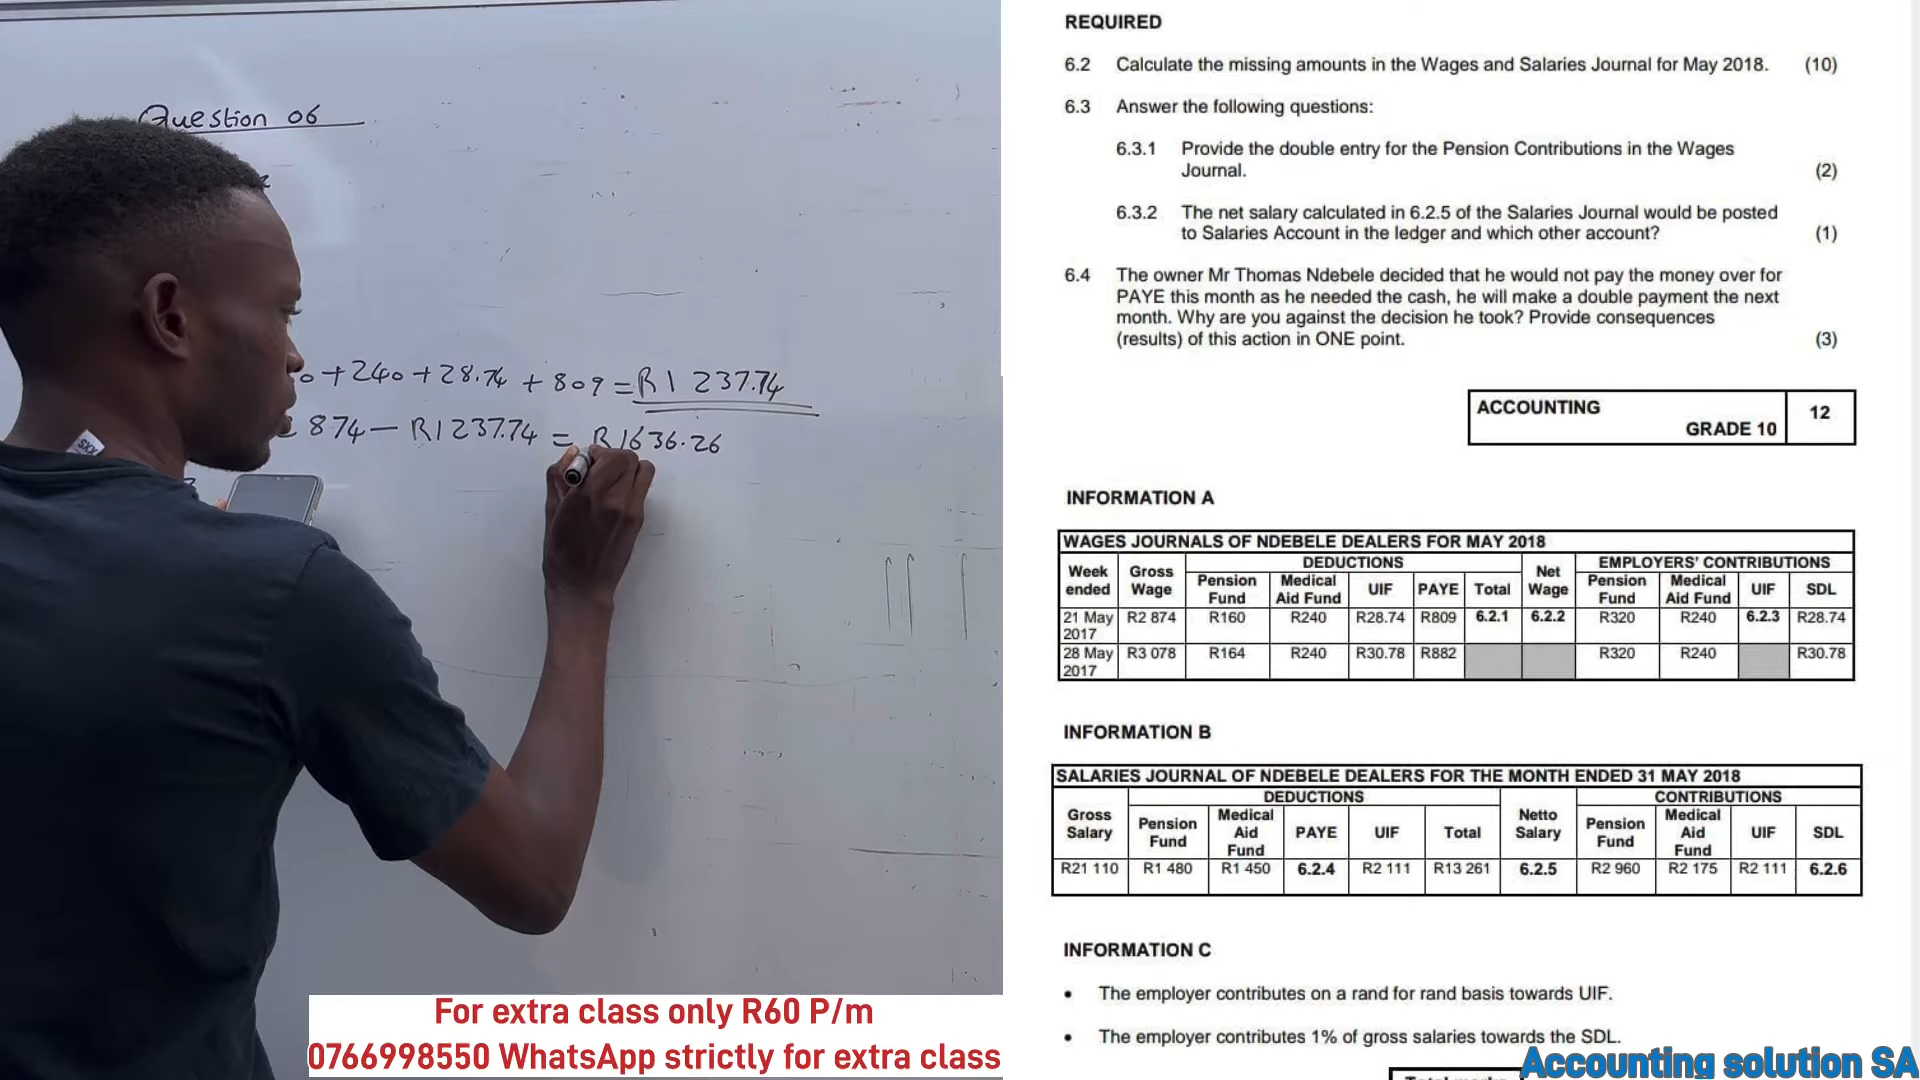 Question 06
0 + 240 + 28.74 + 809 = R1 237.74
874 – R1237.74 = R1636.26
For extra class only R60 P/m
0766998550 WhatsApp strictly for extra class
REQUIRED
6.2 Calculate the missing amounts in the Wages and Salaries Journal for May 2018. (10)
6.3 Answer the following questions:
6.3.1 Provide the double entry for the Pension Contributions in the Wages
Journal. (2)
6.3.2 The net salary calculated in 6.2.5 of the Salaries Journal would be posted
to Salaries Account in the ledger and which other account? (1)
6.4 The owner Mr Thomas Ndebele decided that he would not pay the money over for
PAYE this month as he needed the cash, he will make a double payment the next
month. Why are you against the decision he took? Provide consequences
(results) of this action in ONE point. (3)
ACCOUNTING
GRADE 10 12
INFORMATION A
WAGES JOURNALS OF NDEBELE DEALERS FOR MAY 2018
Week ended Gross Wage DEDUCTIONS Net Wage EMPLOYERS' CONTRIBUTIONS
Pension Fund Medical Aid Fund UIF PAYE Total Pension Fund Medical Aid Fund UIF SDL
21 May 2017 R2 874 R160 R240 R28.74 R809 6.2.1 6.2.2 R320 R240 6.2.3 R28.74
28 May 2017 R3 078 R164 R240 R30.78 R882 R320 R240 R30.78
INFORMATION B
SALARIES JOURNAL OF NDEBELE DEALERS FOR THE MONTH ENDED 31 MAY 2018
Gross Salary DEDUCTIONS Netto Salary CONTRIBUTIONS
Pension Fund Medical Aid Fund PAYE UIF Total Pension Fund Medical Aid Fund UIF SDL
R21 110 R1 480 R1 450 6.2.4 R2 111 R13 261 6.2.5 R2 960 R2 175 R2 111 6.2.6
INFORMATION C
• The employer contributes on a rand for rand basis towards UIF.
• The employer contributes 1% of gross salaries towards the SDL.
Accounting solution SA